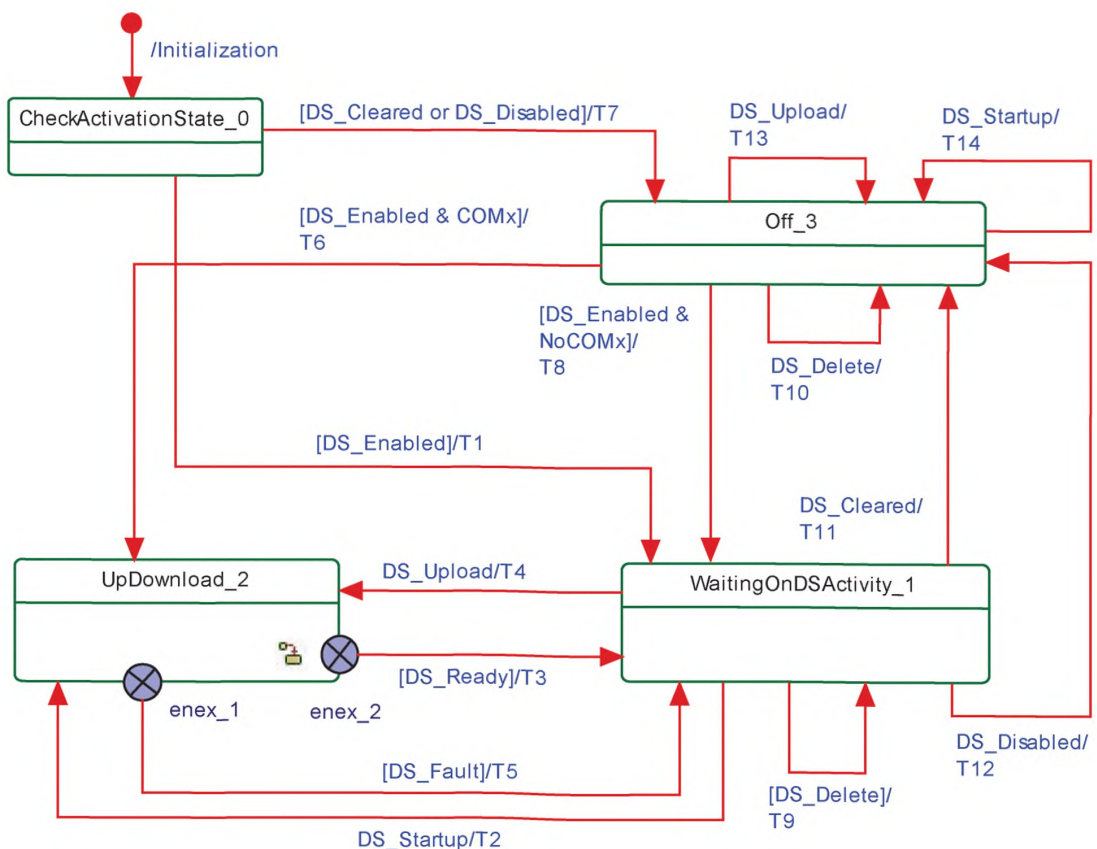 /Initialization
CheckActivationState_0
[DS_Cleared or DS_Disabled]/T7
DS_Upload/
T13
DS_Startup/
T14
[DS_Enabled & COMx]/
T6
Off_3
[DS_Enabled &
NoCOMx]/
T8
DS_Delete/
T10
[DS_Enabled]/T1
DS_Cleared/
T11
UpDownload_2
DS_Upload/T4
WaitingOnDSActivity_1
[DS_Ready]/T3
enex_1
enex_2
[DS_Fault]/T5
DS_Disabled/
T12
[DS_Delete]/
T9
DS_Startup/T2